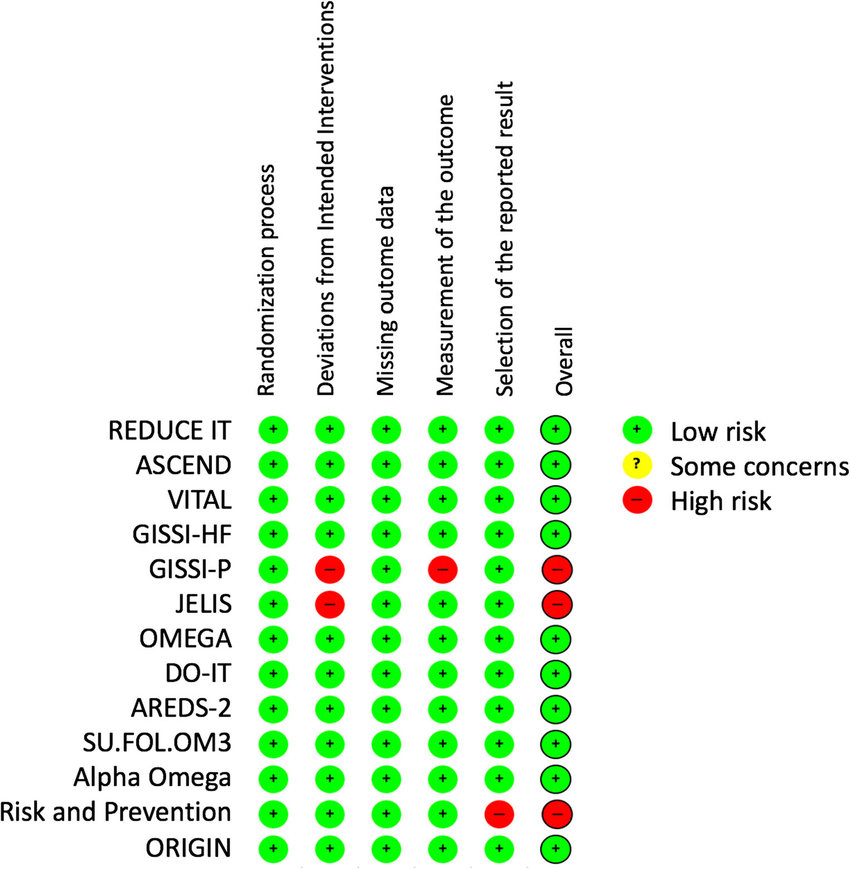 Randomization process
Deviations from Intended Interventions
Missing outcome data
Measurement of the outcome
Selection of the reported result
Overall
REDUCE IT + + + + + +
+ Low risk
ASCEND + + + + + +
? Some concerns
VITAL + + + + + +
− High risk
GISSI-HF + + + + + +
GISSI-P + − + − + −
JELIS + − + + + −
OMEGA + + + + + +
DO-IT + + + + + +
AREDS-2 + + + + + +
SU.FOL.OM3 + + + + + +
Alpha Omega + + + + + +
Risk and Prevention + + + + − −
ORIGIN + + + + + +